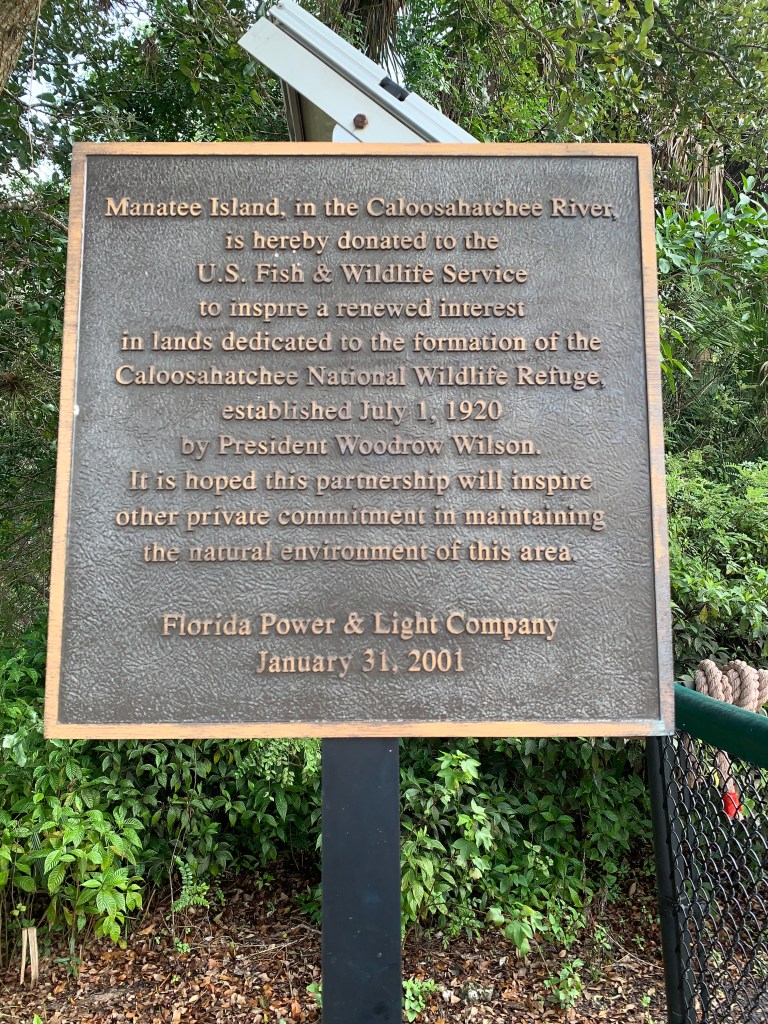 Manatee Island, in the Caloosahatchee River,
is hereby donated to the
U.S. Fish & Wildlife Service
to inspire a renewed interest
in lands dedicated to the formation of the
Caloosahatchee National Wildlife Refuge,
established July 1, 1920
by President Woodrow Wilson.
It is hoped this partnership will inspire
other private commitment in maintaining
the natural environment of this area.
Florida Power & Light Company
January 31, 2001